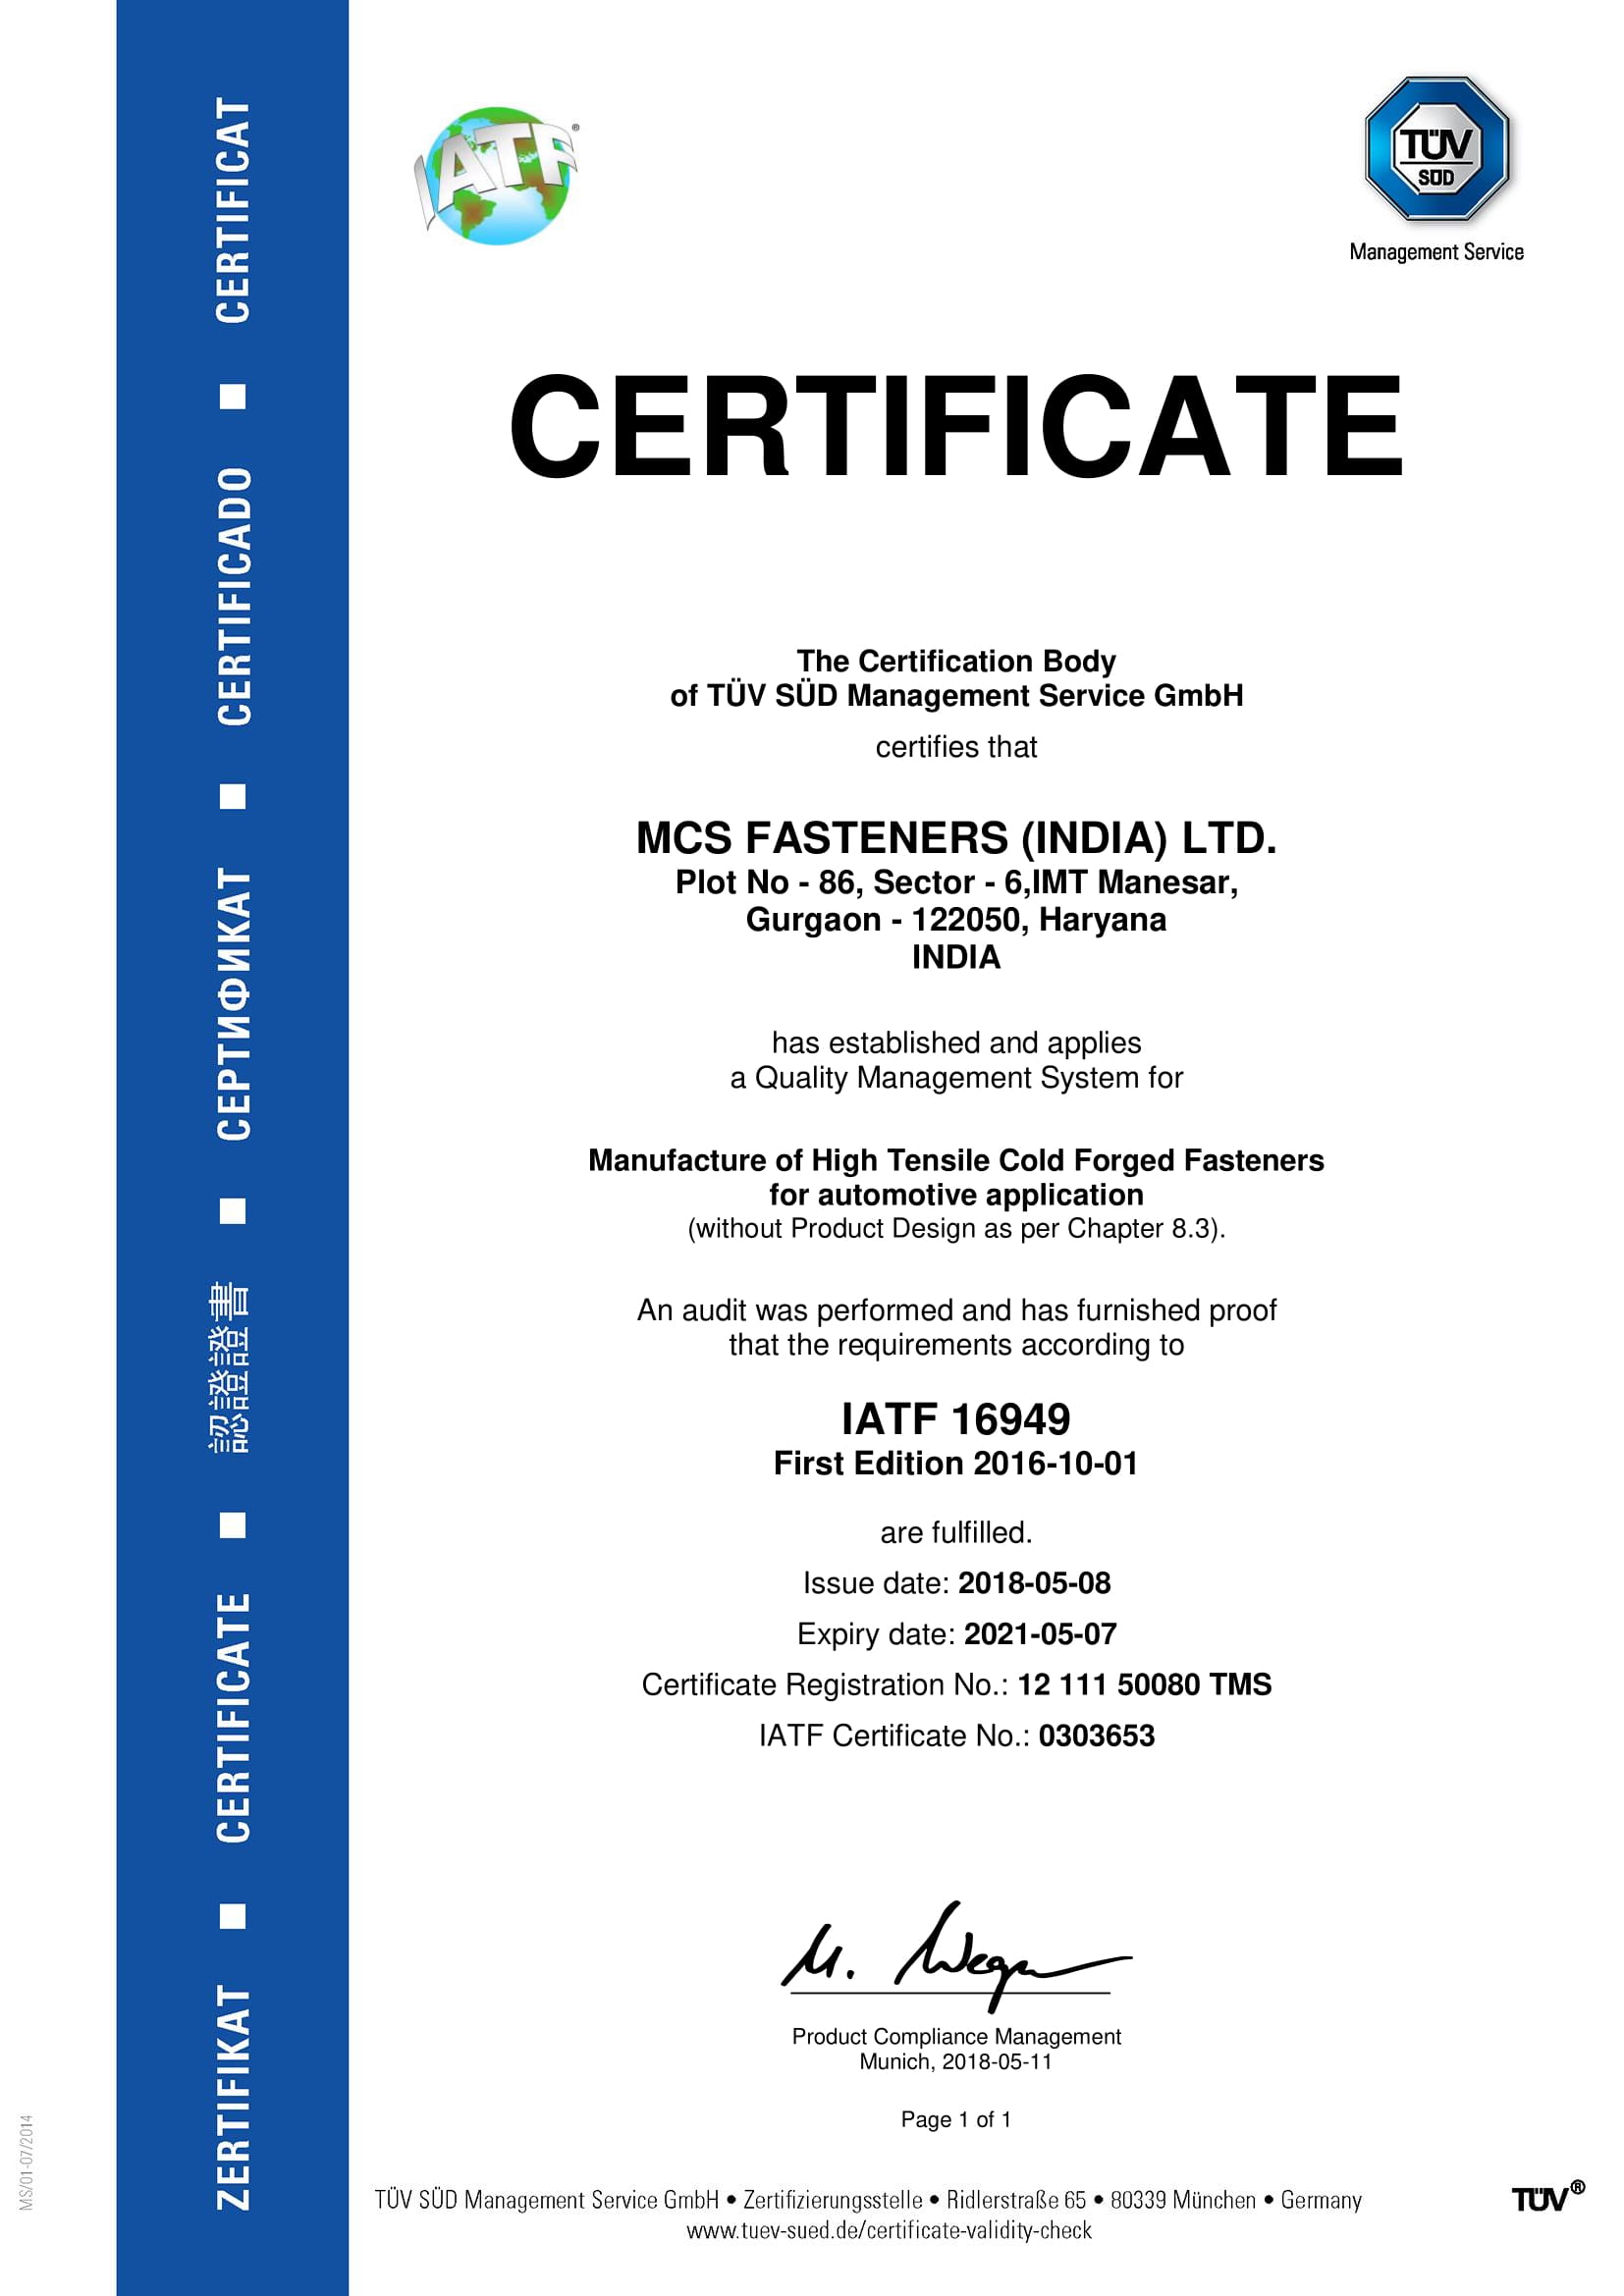 IATF®
TÜV
SÜD
Management Service
CERTIFICATE
The Certification Body
of TÜV SÜD Management Service GmbH
certifies that
MCS FASTENERS (INDIA) LTD.
Plot No - 86, Sector - 6,IMT Manesar,
Gurgaon - 122050, Haryana
INDIA
has established and applies
a Quality Management System for
Manufacture of High Tensile Cold Forged Fasteners
for automotive application
(without Product Design as per Chapter 8.3).
An audit was performed and has furnished proof
that the requirements according to
IATF 16949
First Edition 2016-10-01
are fulfilled.
Issue date: 2018-05-08
Expiry date: 2021-05-07
Certificate Registration No.: 12 111 50080 TMS
IATF Certificate No.: 0303653
Product Compliance Management
Munich, 2018-05-11
Page 1 of 1
TÜV SÜD Management Service GmbH • Zertifizierungsstelle • Ridlerstraße 65 • 80339 München • Germany
www.tuev-sued.de/certificate-validity-check
TÜV®
ZERTIFIKAT ■ CERTIFICATE ■ 認證證書 ■ СЕРТИФИКАТ ■ CERTIFICADO ■ CERTIFICAT
MS/01-07/2014